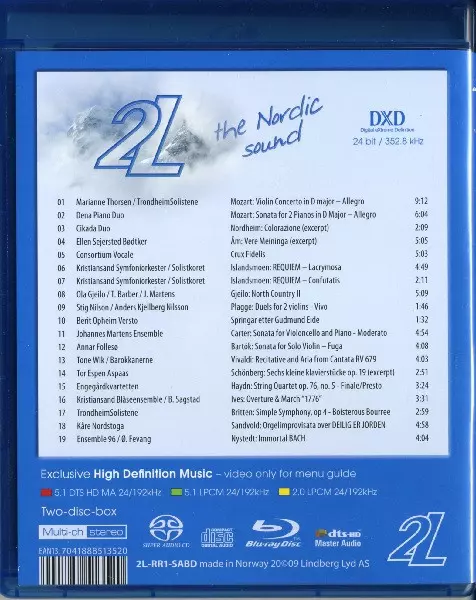 2L
the Nordic
sound
DXD
Digital eXtreme Definition
24 bit / 352.8 kHz
01 Marianne Thorsen / TrondheimSolistene Mozart: Violin Concerto in D major – Allegro 9:12
02 Dena Piano Duo Mozart: Sonata for 2 Pianos in D Major – Allegro 6:04
03 Cikada Duo Nordheim: Colorazione (excerpt) 2:09
04 Ellen Sejersted Bødtker Åm: Vere Meininga (excerpt) 5:05
05 Consortium Vocale Crux Fidelis 5:03
06 Kristiansand Symfoniorkester / Solistkoret Islandsmoen: REQUIEM – Lacrymosa 4:49
07 Kristiansand Symfoniorkester / Solistkoret Islandsmoen: REQUIEM – Confutatis 2:11
08 Ola Gjeilo / T. Barber / J. Martens Gjeilo: North Country II 5:09
09 Stig Nilson / Anders Kjellberg Nilsson Plagge: Duels for 2 violins - Vivo 1:46
10 Berit Opheim Versto Springar etter Gudmund Eide 1:32
11 Johannes Martens Ensemble Carter: Sonata for Violoncello and Piano - Moderato 4:54
12 Annar Follesø Bartók: Sonata for Solo Violin – Fuga 4:08
13 Tone Wik / Barokkanerne Vivaldi: Recitative and Aria from Cantata RV 679 4:03
14 Tor Espen Aspaas Schönberg: Sechs kleine klavierstücke op. 19 (excerpt) 2:51
15 Engegårdkvartetten Haydn: String Quartet op. 76, no. 5 - Finale/Presto 3:24
16 Kristiansand Blåseensemble / B. Sagstad Ives: Overture & March "1776" 3:31
17 TrondheimSolistene Britten: Simple Symphony, op 4 - Boisterous Bourree 2:59
18 Kåre Nordstoga Sandvold: Orgelimprovisata over DEILIG ER JORDEN 4:58
19 Ensemble 96 / Ø. Fevang Nystedt: Immortal BACH 4:04
Exclusive High Definition Music – video only for menu guide
5.1 DTS HD MA 24/192kHz 5.1 LPCM 24/192kHz 2.0 LPCM 24/192kHz
Two-disc-box
Multi-ch stereo
SUPER AUDIO CD
COMPACT disc DIGITAL AUDIO
Blu-ray Disc
dts-HD
Master Audio
2L
EAN13: 7041888513520
2L-RR1-SABD made in Norway 20©09 Lindberg Lyd AS